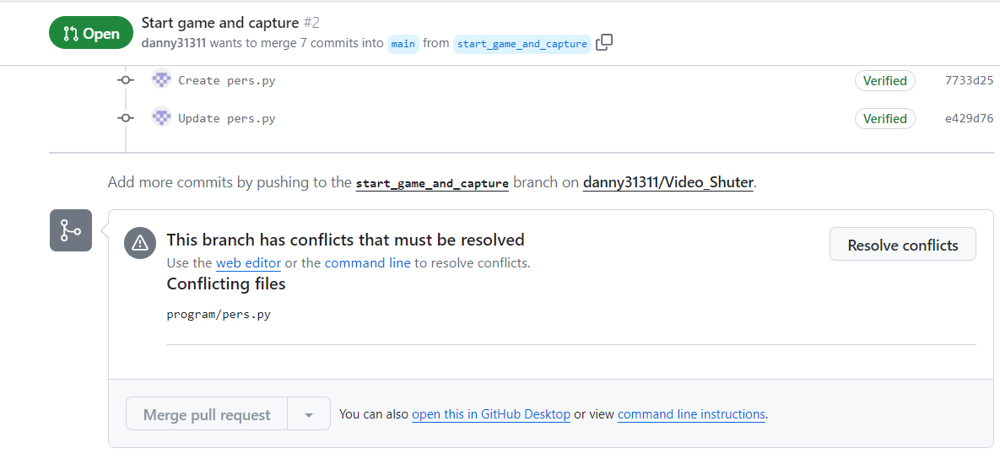 Open
Start game and capture #2
danny31311 wants to merge 7 commits into main from start_game_and_capture
Create pers.py Verified 7733d25
Update pers.py Verified e429d76
Add more commits by pushing to the start_game_and_capture branch on danny31311/Video_Shuter.
This branch has conflicts that must be resolved
Resolve conflicts
Use the web editor or the command line to resolve conflicts.
Conflicting files
program/pers.py
Merge pull request
You can also open this in GitHub Desktop or view command line instructions.